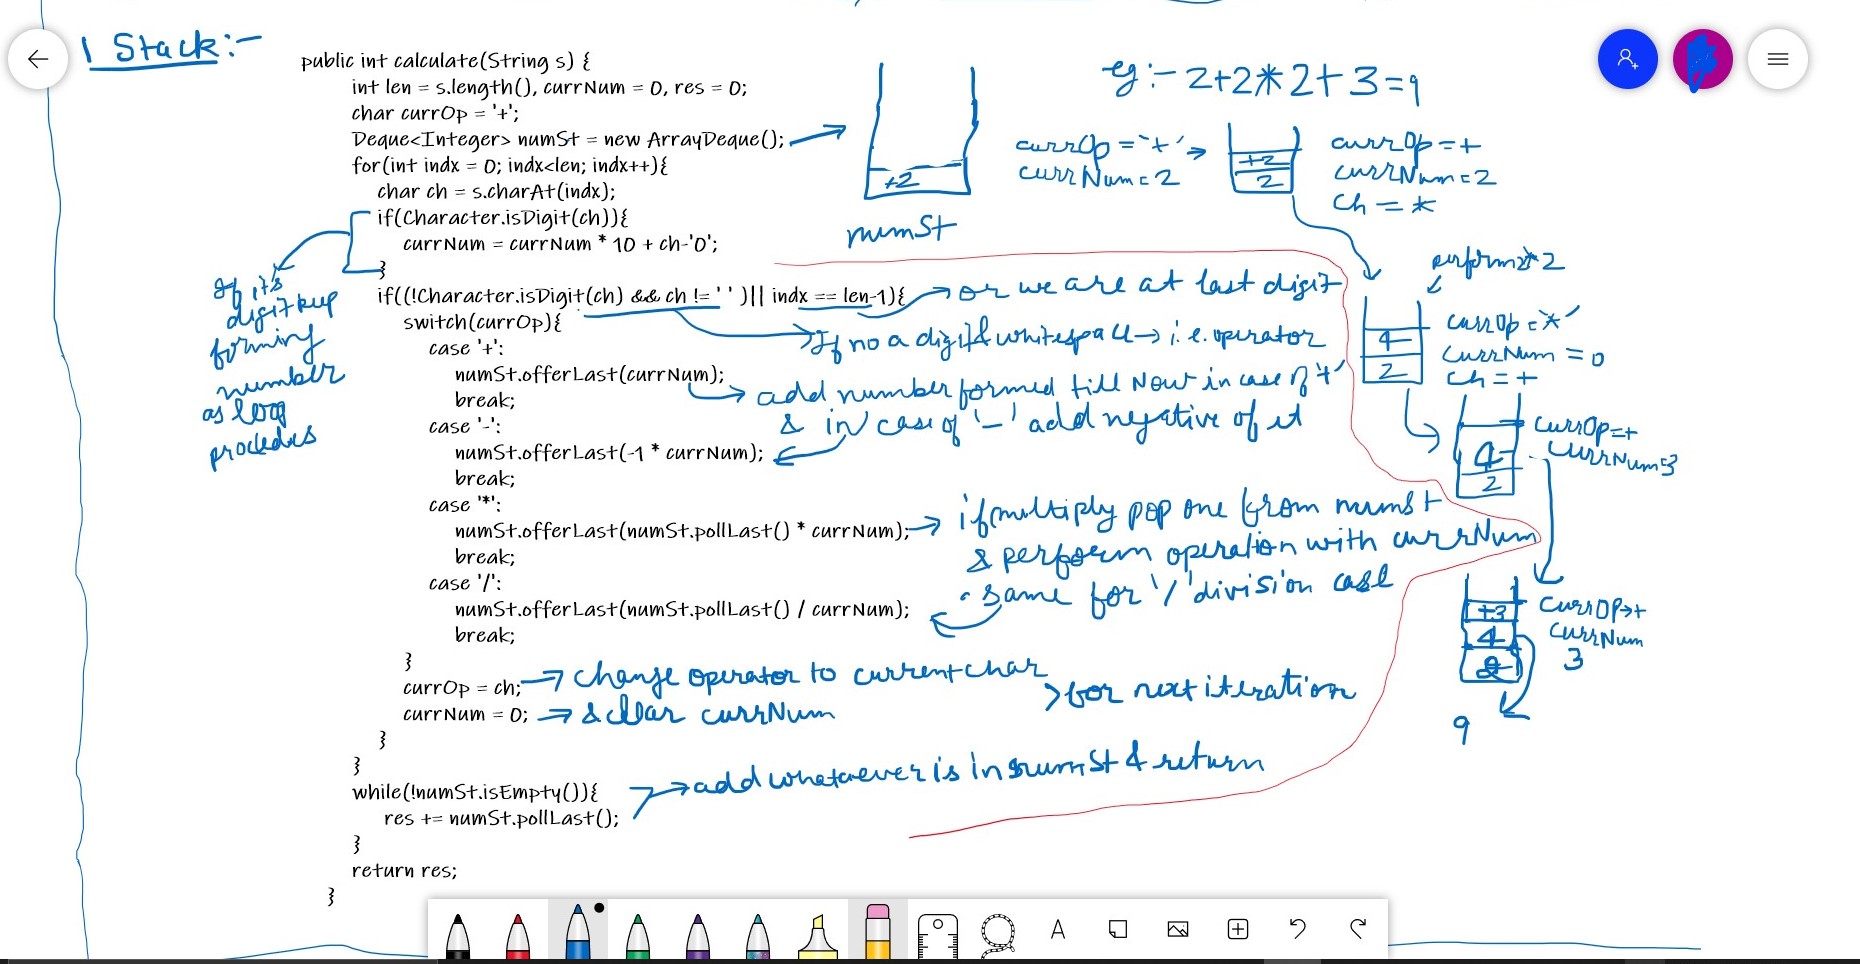 1 Stack:-
public int calculate(String s) {
int len = s.length(), currNum = 0, res = 0;
char currOp = '+';
Deque<Integer> numSt = new ArrayDeque();
for(int indx = 0; indx<len; indx++){
char ch = s.charAt(indx);
if(Character.isDigit(ch)){
currNum = currNum * 10 + ch-'0';
}
if((!Character.isDigit(ch) && ch != ' ' )|| indx == len-1){
switch(currOp){
case '+':
numSt.offerLast(currNum);
break;
case '-':
numSt.offerLast(-1 * currNum);
break;
case '*':
numSt.offerLast(numSt.pollLast() * currNum);
break;
case '/':
numSt.offerLast(numSt.pollLast() / currNum);
break;
}
currOp = ch;
currNum = 0;
}
}
while(!numSt.isEmpty()){
res += numSt.pollLast();
}
return res;
}
If it's
digit keep
forming
number
as loop
+2
numSt
eg:- 2+2*2+3=9
currOp = '+'
currNum = 2
+2
2
currOp = +
currNum = 2
ch = *
or we are at last digit
If no a digit & whitespace → i.e. operator
add number formed till Now in case of '+'
& in case of '-' add negative of it
if multiply pop one from numSt
& perform operation with currNum
same for '/' division case
change operator to current char
& clear currNum
for next iteration
add whatever is in numSt & return
4
2
currOp = '*'
currNum = 0
ch = +
4
2
currOp = +
currNum = 3
+3
4
2
currOp → +
currNum
3
9
A